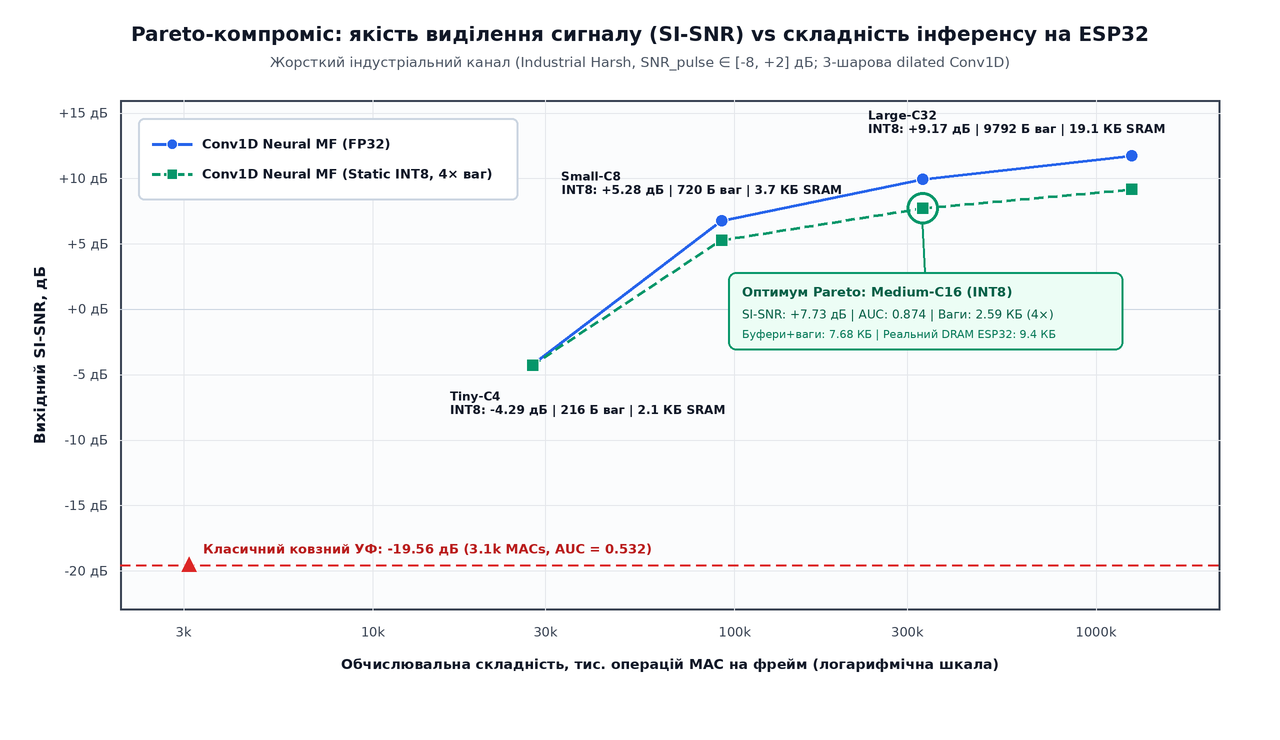 Pareto-компроміс: якість виділення сигналу (SI-SNR) vs складність інференсу на ESP32
Жорсткий індустріальний канал (Industrial Harsh, SNR_pulse ∈ [-8, +2] дБ; 3-шарова dilated Conv1D)
Вихідний SI-SNR, дБ
+15 дБ
+10 дБ
+5 дБ
+0 дБ
-5 дБ
-10 дБ
-15 дБ
-20 дБ
Conv1D Neural MF (FP32)
Conv1D Neural MF (Static INT8, 4× ваг)
Large-C32
INT8: +9.17 дБ | 9792 Б ваг | 19.1 КБ SRAM
Small-C8
INT8: +5.28 дБ | 720 Б ваг | 3.7 КБ SRAM
Оптимум Pareto: Medium-C16 (INT8)
SI-SNR: +7.73 дБ | AUC: 0.874 | Ваги: 2.59 КБ (4×)
Буфери+ваги: 7.68 КБ | Реальний DRAM ESP32: 9.4 КБ
Tiny-C4
INT8: -4.29 дБ | 216 Б ваг | 2.1 КБ SRAM
Класичний ковзний УФ: -19.56 дБ (3.1k MACs, AUC = 0.532)
3k
10k
30k
100k
300k
1000k
Обчислювальна складність, тис. операцій MAC на фрейм (логарифмічна шкала)